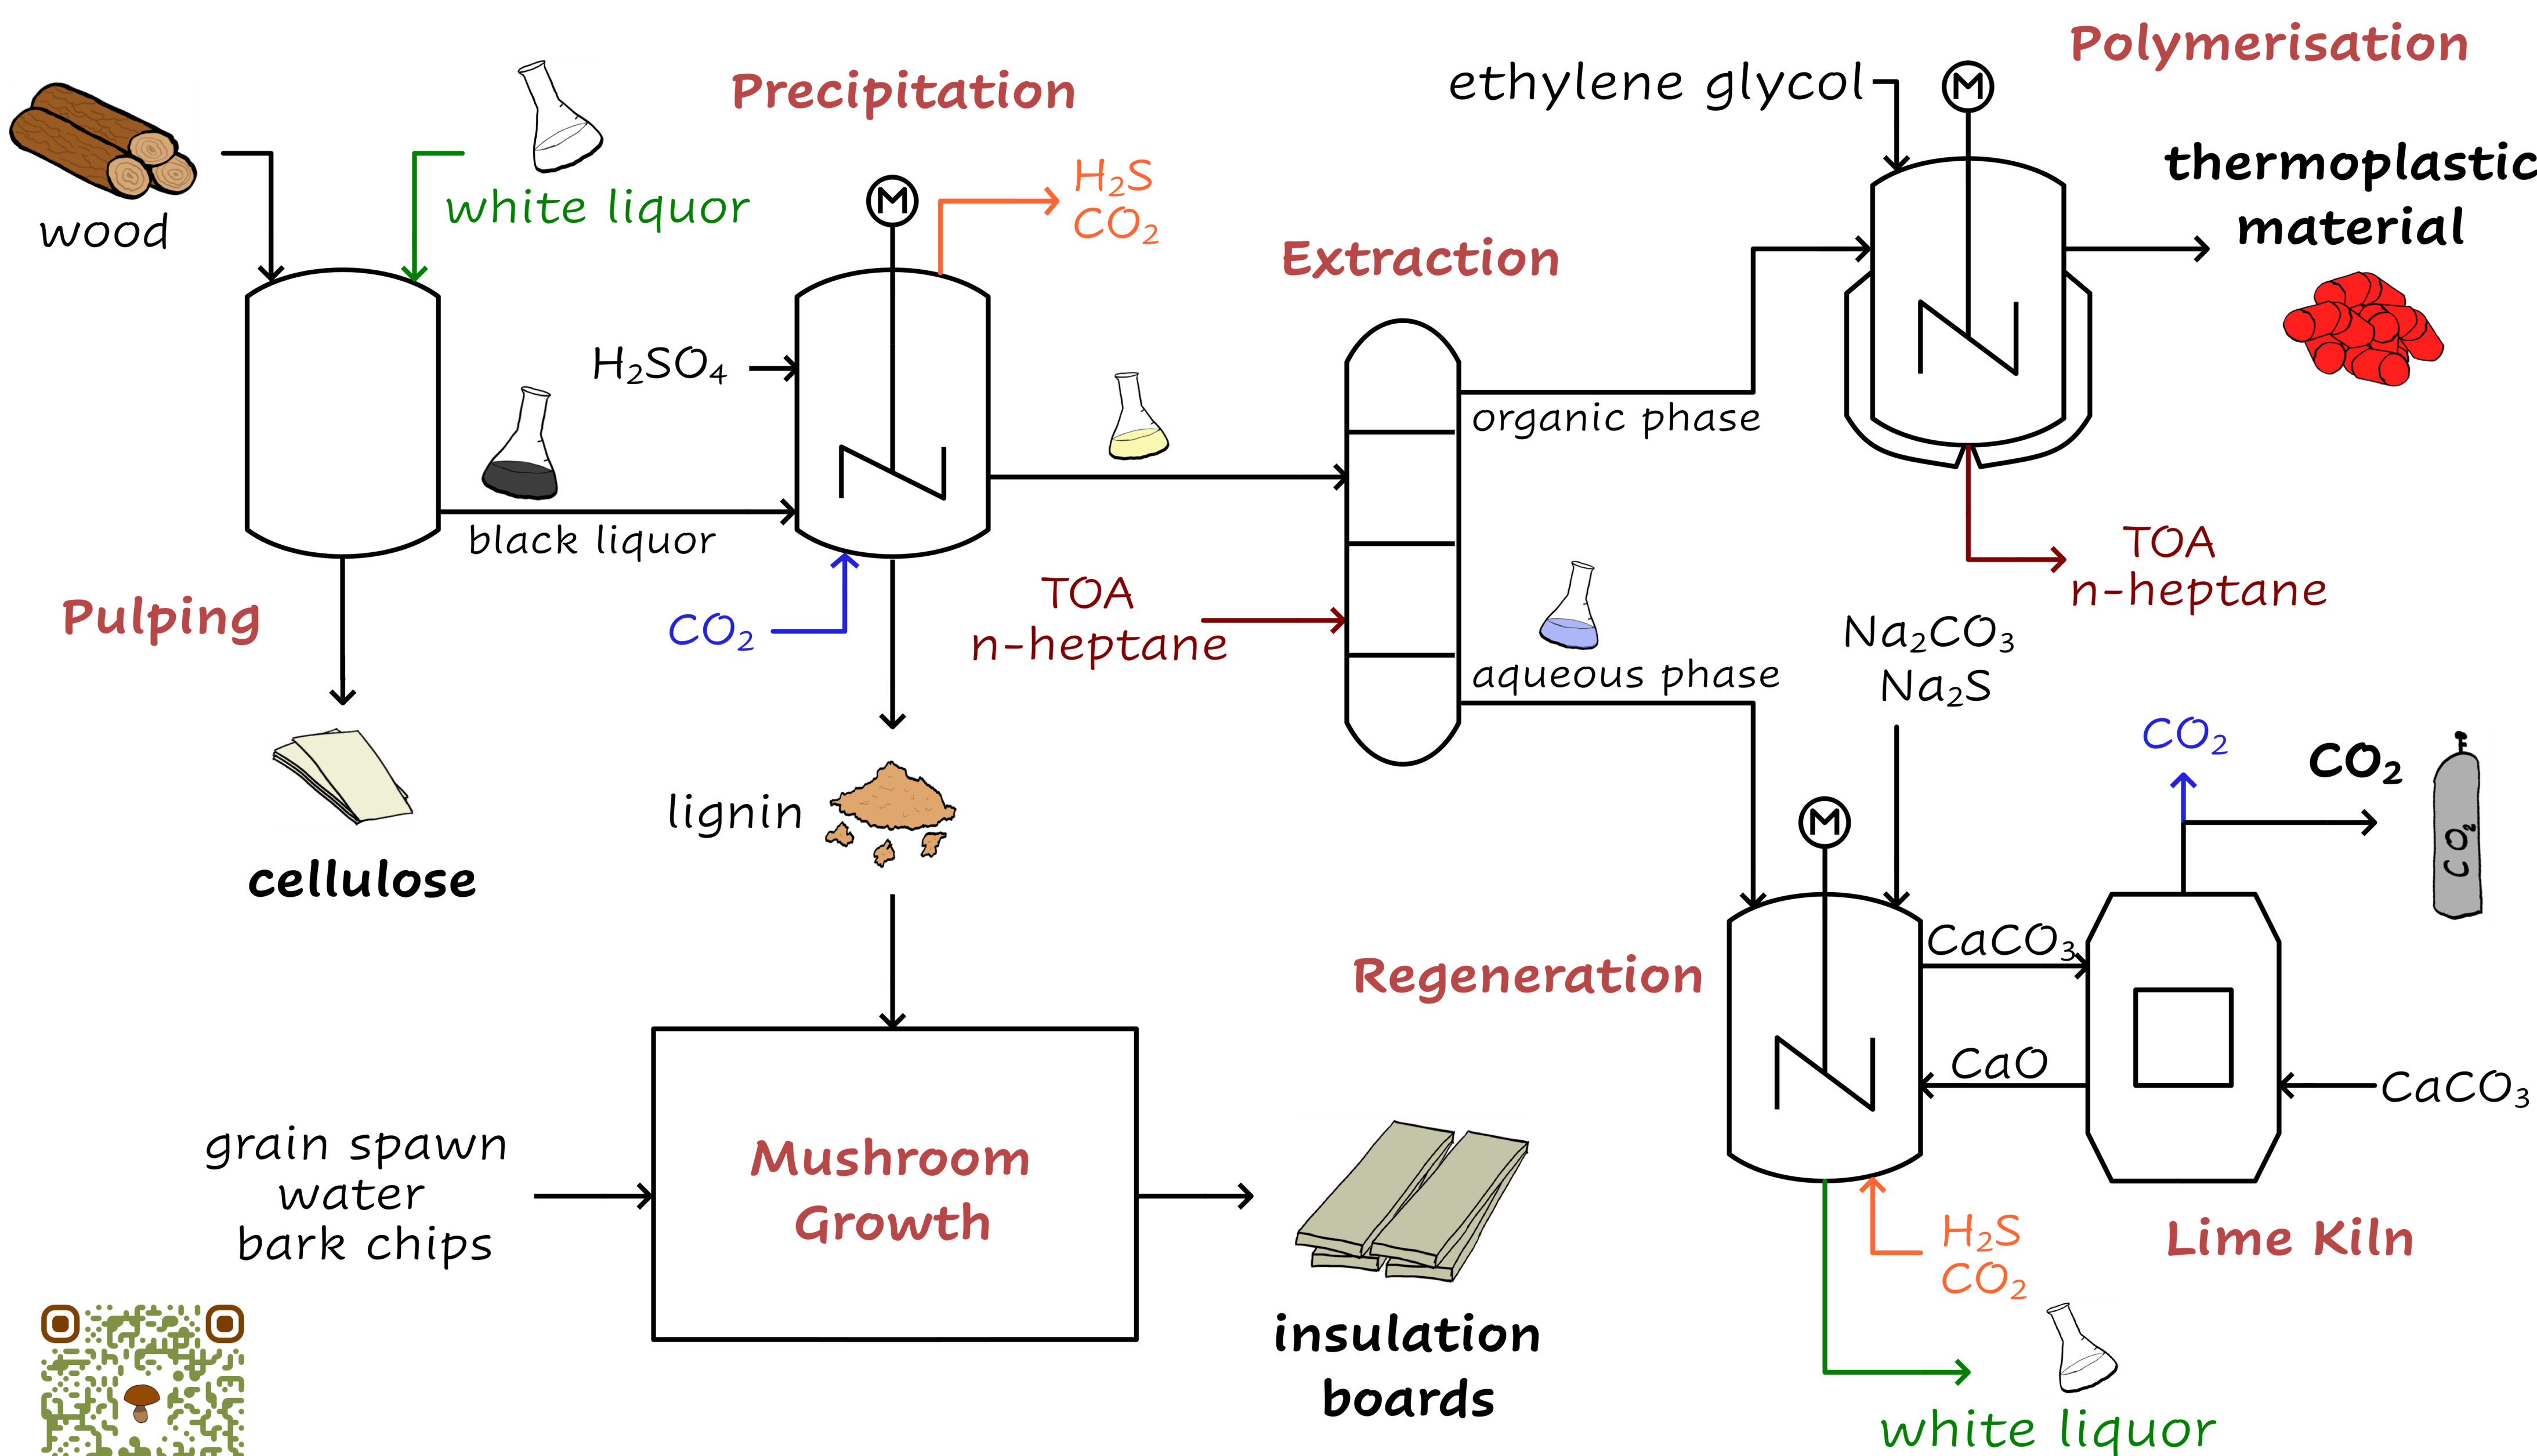 Polymerisation
ethylene glycol
M
thermoplastic
material
Precipitation
H₂S
CO₂
M
white liquor
wood
Extraction
H₂SO₄
organic phase
black liquor
Pulping
CO₂
TOA
n-heptane
TOA
n-heptane
aqueous phase
Na₂CO₃
Na₂S
CO₂
CO₂
CO₂
M
lignin
cellulose
Regeneration
CaCO₃
CaO
CaCO₃
grain spawn
water
bark chips
Mushroom
Growth
H₂S
CO₂
Lime Kiln
insulation
boards
white liquor